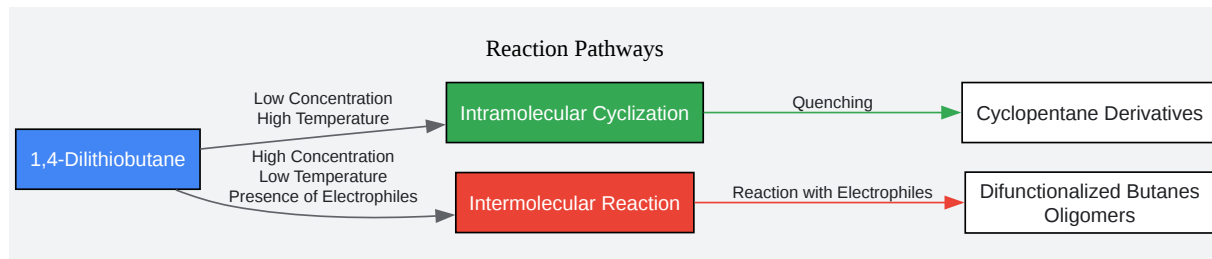 Reaction Pathways
1,4-Dilithiobutane
Low Concentration
High Temperature
Intramolecular Cyclization
Quenching
Cyclopentane Derivatives
High Concentration
Low Temperature
Presence of Electrophiles
Intermolecular Reaction
Reaction with Electrophiles
Difunctionalized Butanes
Oligomers